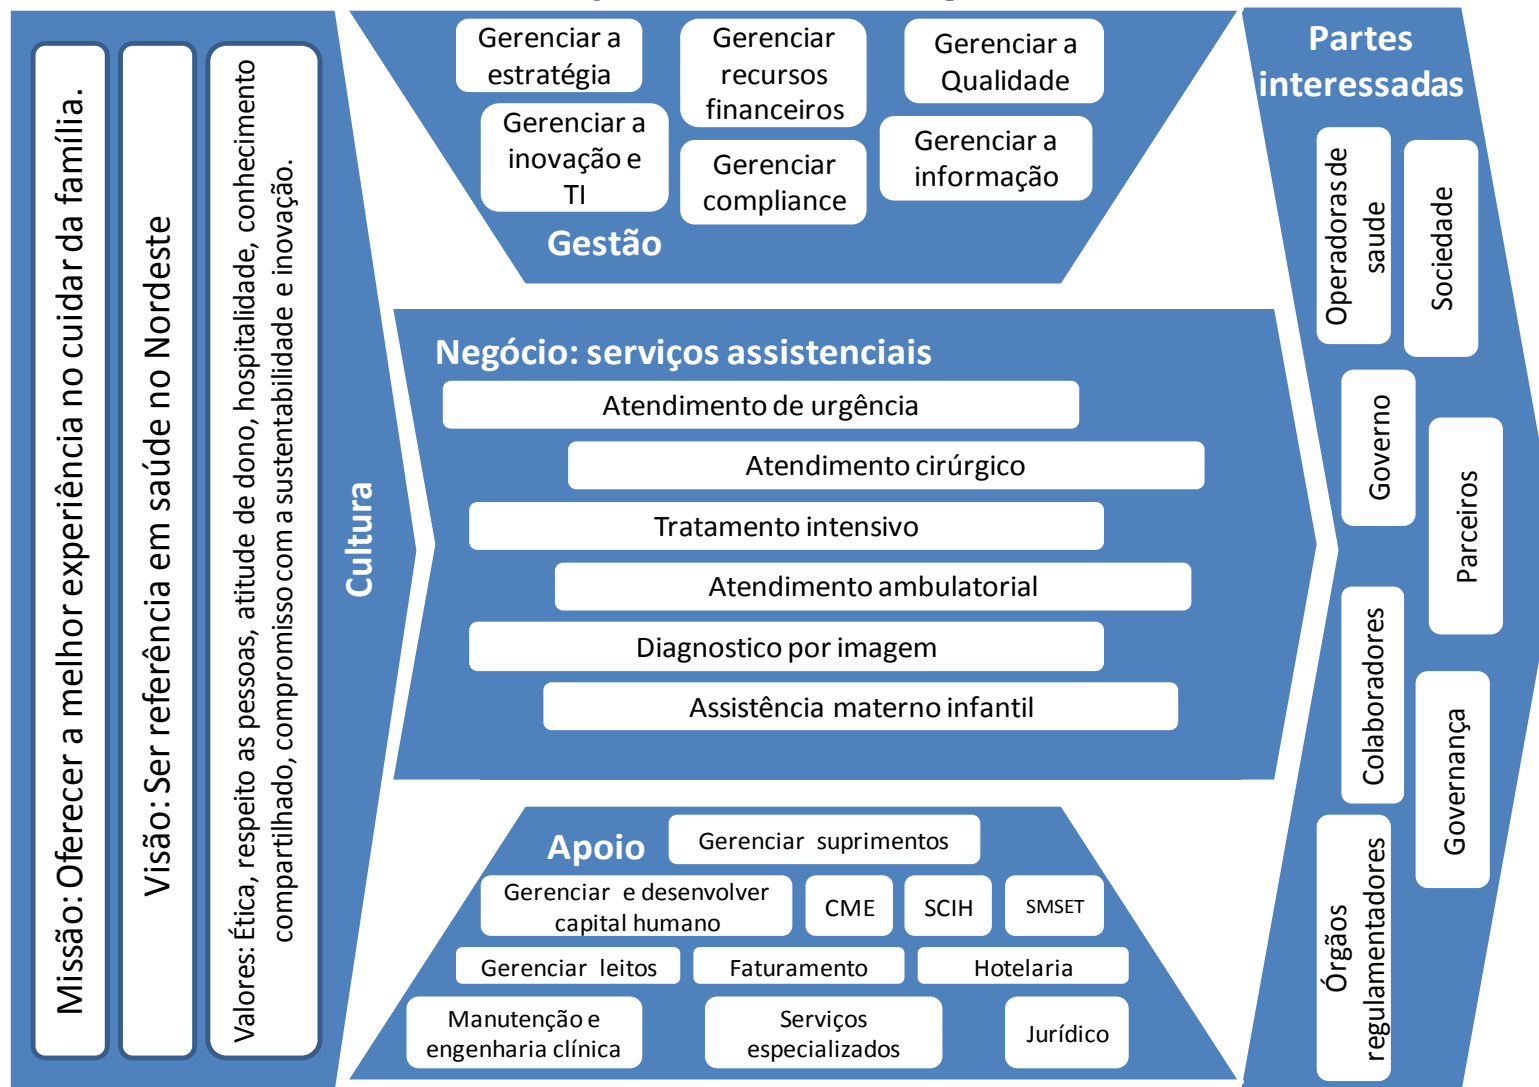 Missão: Oferecer a melhor experiência no cuidar da família.
Visão: Ser referência em saúde no Nordeste
Valores: Ética, respeito as pessoas, atitude de dono, hospitalidade, conhecimento
compartilhado, compromisso com a sustentabilidade e inovação.
Cultura
Gerenciar a
estratégia
Gerenciar
recursos
financeiros
Gerenciar a
Qualidade
Gerenciar a
inovação e
TI
Gerenciar
compliance
Gerenciar a
informação
Gestão
Negócio: serviços assistenciais
Atendimento de urgência
Atendimento cirúrgico
Tratamento intensivo
Atendimento ambulatorial
Diagnostico por imagem
Assistência materno infantil
Apoio
Gerenciar suprimentos
Gerenciar e desenvolver
capital humano
CME
SCIH
SMSET
Gerenciar leitos
Faturamento
Hotelaria
Manutenção e
engenharia clínica
Serviços
especializados
Jurídico
Partes
interessadas
Operadoras de
saude
Sociedade
Governo
Parceiros
Colaboradores
Governança
Órgãos
regulamentadores